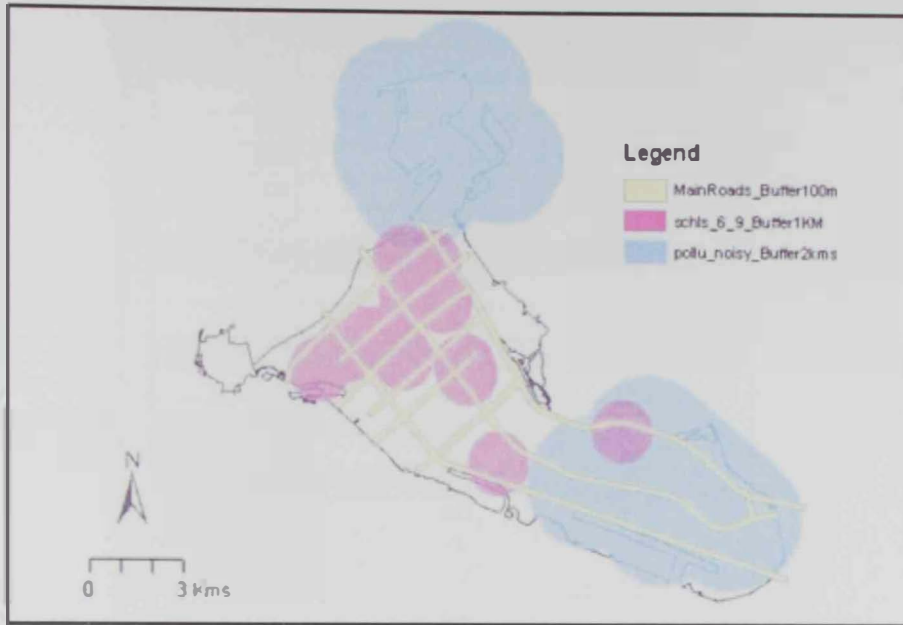 Legend
MainRoads_Buffer100m
schls_6_9_Buffer1KM
pollu_noisy_Buffer2kms
N
0 3 kms